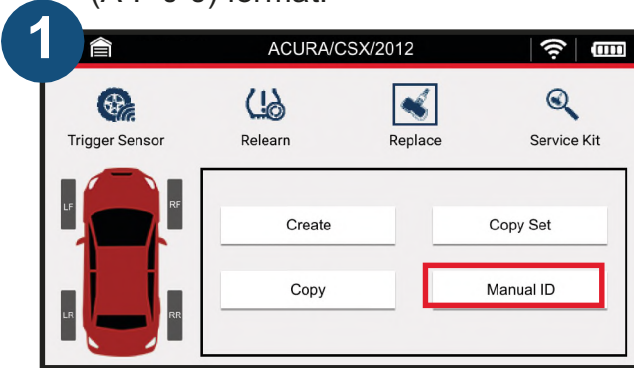 1
ACURA/CSX/2012
Trigger Sensor
Relearn
Replace
Service Kit
LF
RF
Create
Copy Set
Copy
Manual ID
LR
RR